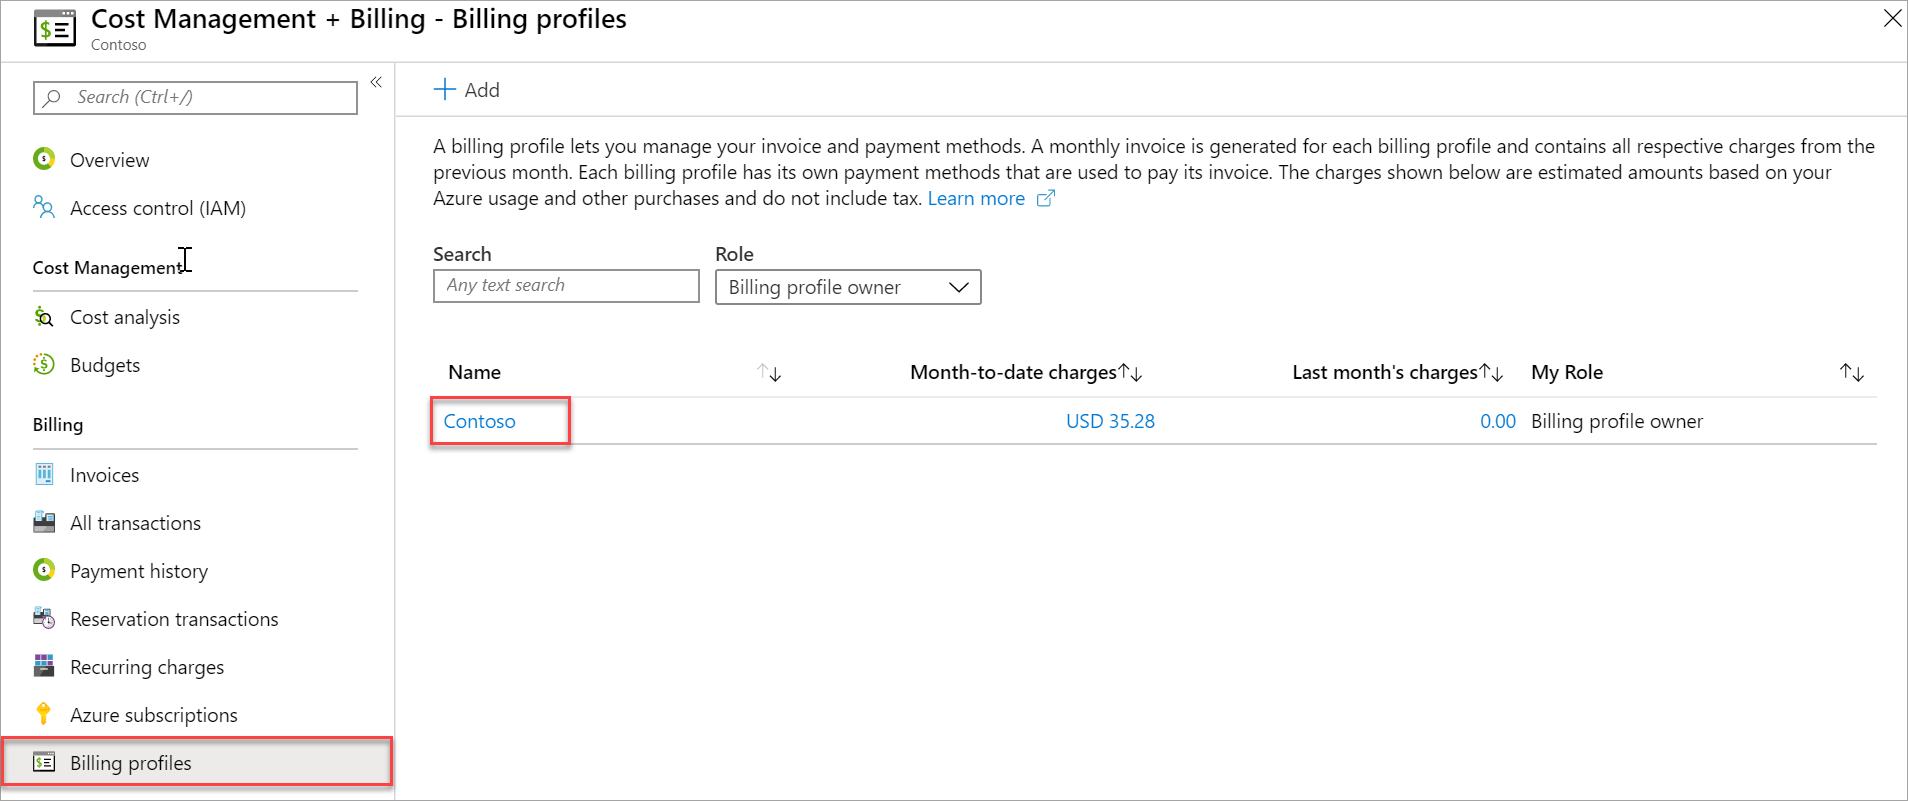 Cost Management + Billing - Billing profiles
Contoso
Search (Ctrl+/)
Overview
Access control (IAM)
Cost Management
Cost analysis
Budgets
Billing
Invoices
All transactions
Payment history
Reservation transactions
Recurring charges
Azure subscriptions
Billing profiles
Add
A billing profile lets you manage your invoice and payment methods. A monthly invoice is generated for each billing profile and contains all respective charges from the
previous month. Each billing profile has its own payment methods that are used to pay its invoice. The charges shown below are estimated amounts based on your
Azure usage and other purchases and do not include tax. Learn more
Search Role
Any text search Billing profile owner
Name Month-to-date charges Last month's charges My Role
Contoso USD 35.28 0.00 Billing profile owner